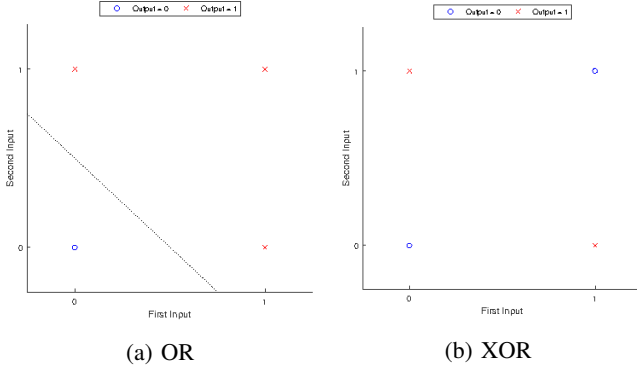 Output = 0 Output = 1
1
0
Second Input
0 1
First Input
(a) OR
Output = 0 Output = 1
1
0
Second Input
0 1
First Input
(b) XOR